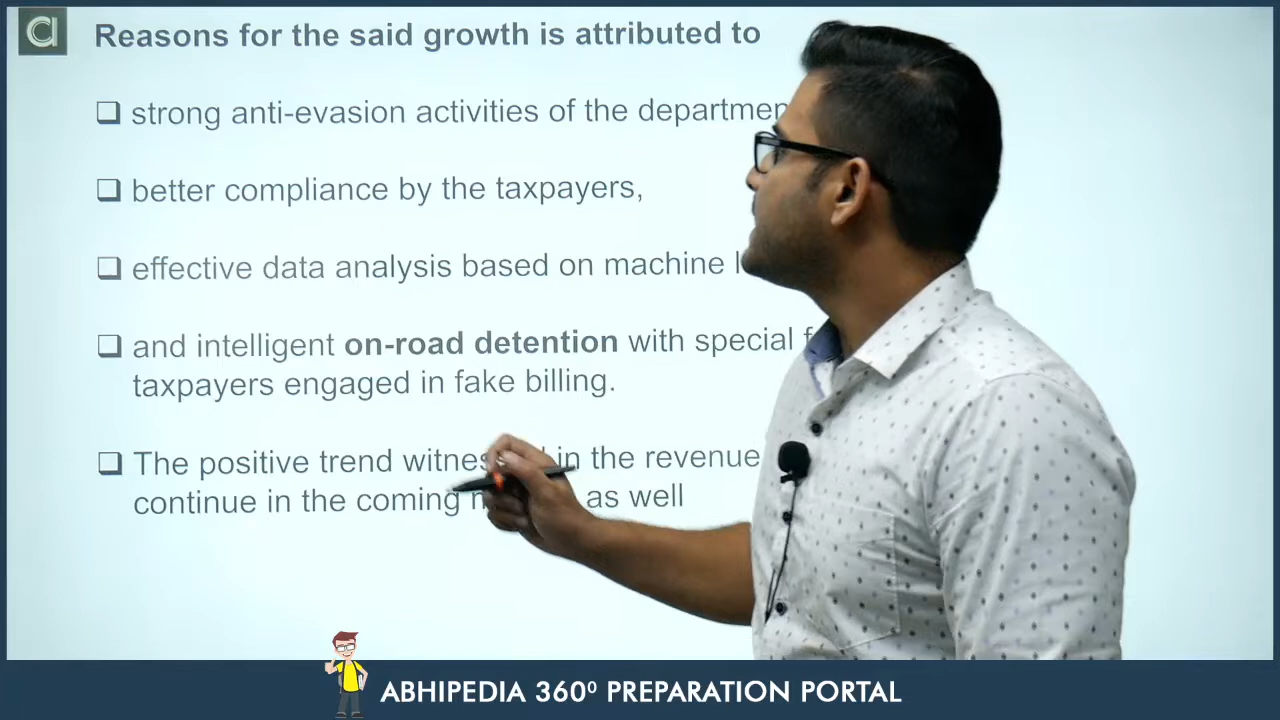 a
Reasons for the said growth is attributed to
strong anti-evasion activities of the departmen
better compliance by the taxpayers,
effective data analysis based on machine l
and intelligent on-road detention with special f
taxpayers engaged in fake billing.
The positive trend witnes in the revenue
continue in the coming as well
ABHIPEDIA 360⁰ PREPARATION PORTAL